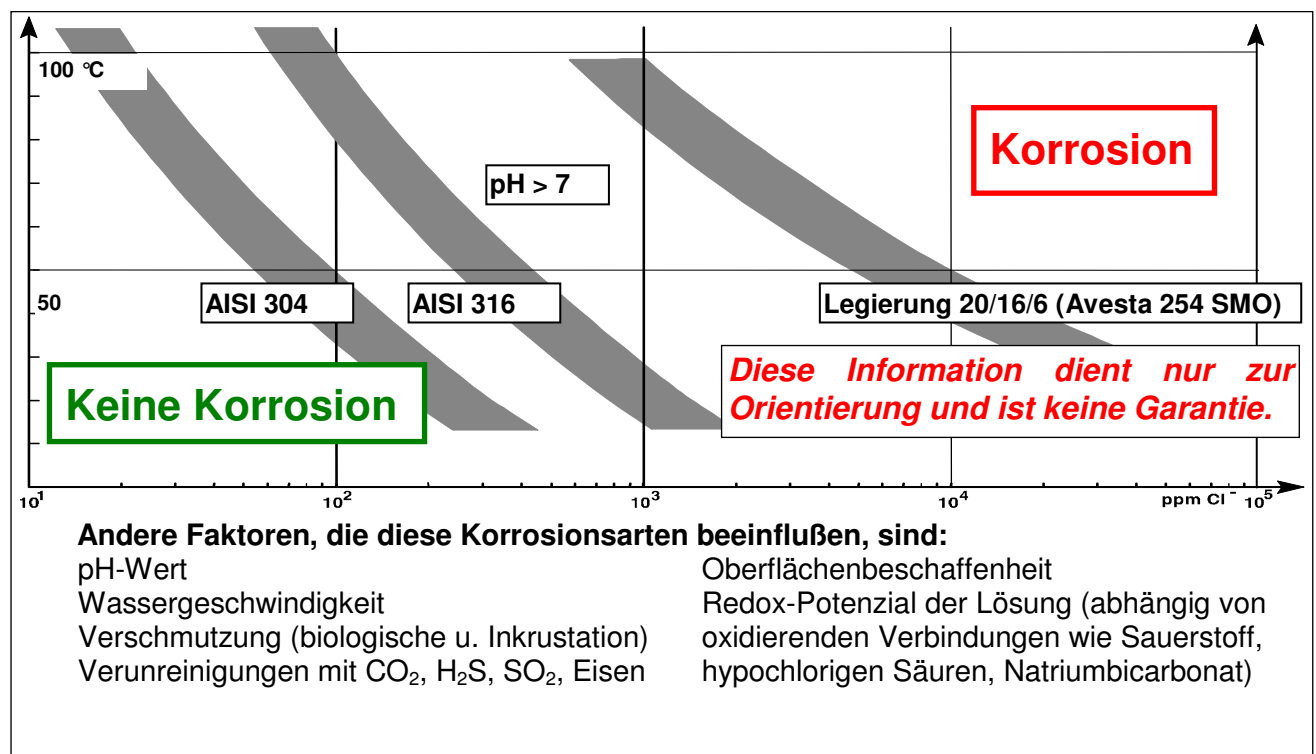 100 °C
Korrosion
pH > 7
50
AISI 304
AISI 316
Legierung 20/16/6 (Avesta 254 SMO)
Keine Korrosion
Diese Information dient nur zur
Orientierung und ist keine Garantie.
10¹ 10² 10³ 10⁴ ppm Cl⁻ 10⁵
Andere Faktoren, die diese Korrosionsarten beeinflußen, sind:
pH-Wert
Wassergeschwindigkeit
Verschmutzung (biologische u. Inkrustation)
Verunreinigungen mit CO₂, H₂S, SO₂, Eisen
Oberflächenbeschaffenheit
Redox-Potenzial der Lösung (abhängig von
oxidierenden Verbindungen wie Sauerstoff,
hypochlorigen Säuren, Natriumbicarbonat)